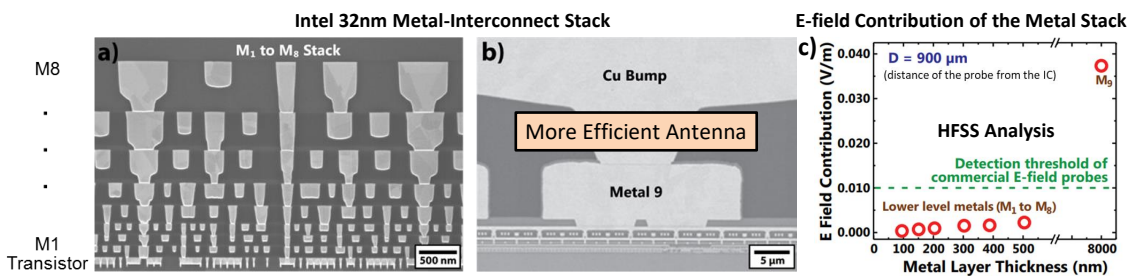 Intel 32nm Metal-Interconnect Stack
E-field Contribution of the Metal Stack
a)
M1 to M8 Stack
M8
.
.
.
M1
Transistor
500 nm
b)
Cu Bump
More Efficient Antenna
Metal 9
5 µm
c)
E Field Contribution (V/m)
0.040
0.030
0.020
0.010
0.000
D = 900 µm
(distance of the probe from the IC)
M9
HFSS Analysis
Detection threshold of
commercial E-field probes
Lower level metals (M1 to M8)
0 100 200 300 400 500 8000
Metal Layer Thickness (nm)